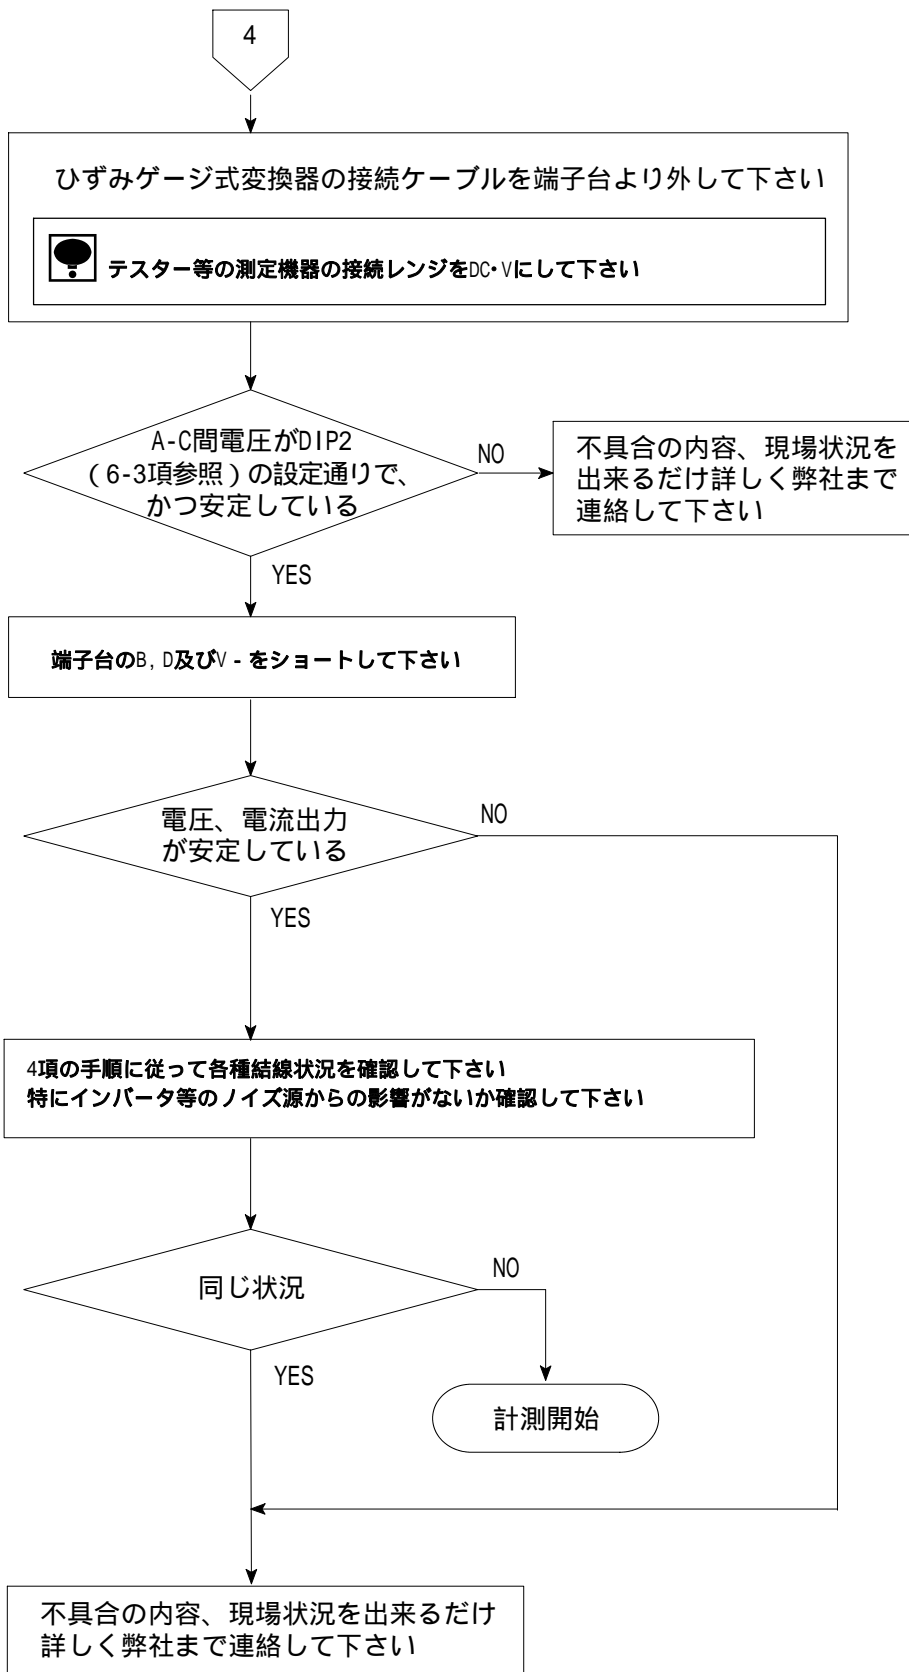 4
ひずみゲージ式変換器の接続ケーブルを端子台より外して下さい
テスター等の測定機器の接続レンジをDC・Vにして下さい
A-C間電圧がDIP2
(6-3項参照)の設定通りで、
かつ安定している
NO
不具合の内容、現場状況を
出来るだけ詳しく弊社まで
連絡して下さい
YES
端子台のB, D及びV - をショートして下さい
電圧、電流出力
が安定している
NO
YES
4項の手順に従って各種結線状況を確認して下さい
特にインバータ等のノイズ源からの影響がないか確認して下さい
同じ状況
NO
YES
計測開始
不具合の内容、現場状況を出来るだけ
詳しく弊社まで連絡して下さい